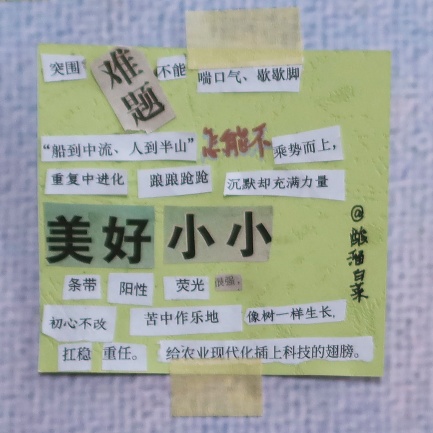 突围 难题 不能 喘口气、歇歇脚
“船到中流、人到半山” 怎能不 乘势而上，
重复中进化 踉踉跄跄 沉默却充满力量
美好 小小
条带 阳性 荧光 很强。
初心不改 苦中作乐地 像树一样生长，
扛稳 重任。 给农业现代化插上科技的翅膀。
@酸溜白菜